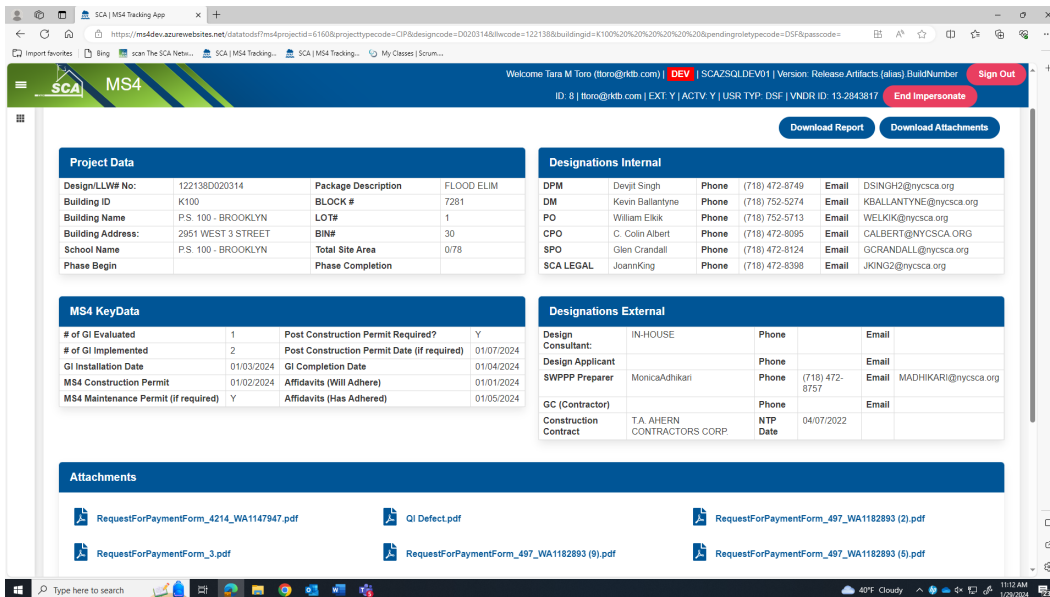 SCA | MS4 Tracking App
https://ms4dev.azurewebsites.net/datatodsf?ms4projectid=6160&projecttypecode=CIP&designcode=D020314&llwcode=122138&buildingid=K100%20%20%20%20%20%20&pendingroletypecode=DSF&passcode=
Import favorites Bing scan The SCA Netw... SCA | MS4 Tracking... SCA | MS4 Tracking... My Classes | Scrum...
SCA MS4
Welcome Tara M Toro (ttoro@rktb.com) | DEV | SCAZSQLDEV01 | Version: Release.Artifacts.{alias}.BuildNumber Sign Out
ID: 8 | ttoro@rktb.com | EXT: Y | ACTV: Y | USR TYP: DSF | VNDR ID: 13-2843817 End Impersonate
Download Report Download Attachments
Project Data
Design/LLW# No: 122138D020314 Package Description FLOOD ELIM
Building ID K100 BLOCK # 7281
Building Name P.S. 100 - BROOKLYN LOT# 1
Building Address: 2951 WEST 3 STREET BIN# 30
School Name P.S. 100 - BROOKLYN Total Site Area 0/78
Phase Begin Phase Completion
Designations Internal
DPM Devjit Singh Phone (718) 472-8749 Email DSINGH2@nycsca.org
DM Kevin Ballantyne Phone (718) 752-5274 Email KBALLANTYNE@nycsca.org
PO William Elkik Phone (718) 752-5713 Email WELKIK@nycsca.org
CPO C. Colin Albert Phone (718) 472-8095 Email CALBERT@NYCSCA.ORG
SPO Glen Crandall Phone (718) 472-8124 Email GCRANDALL@nycsca.org
SCA LEGAL JoannKing Phone (718) 472-8398 Email JKING2@nycsca.org
MS4 KeyData
# of GI Evaluated 1 Post Construction Permit Required? Y
# of GI Implemented 2 Post Construction Permit Date (if required) 01/07/2024
GI Installation Date 01/03/2024 GI Completion Date 01/04/2024
MS4 Construction Permit 01/02/2024 Affidavits (Will Adhere) 01/01/2024
MS4 Maintenance Permit (if required) Y Affidavits (Has Adhered) 01/05/2024
Designations External
Design IN-HOUSE Phone Email
Consultant:
Design Applicant Phone Email
SWPPP Preparer MonicaAdhikari Phone (718) 472- Email MADHIKARI@nycsca.org
8757
GC (Contractor) Phone Email
Construction T.A. AHERN NTP 04/07/2022
Contract CONTRACTORS CORP. Date
Attachments
RequestForPaymentForm_4214_WA1147947.pdf QI Defect.pdf RequestForPaymentForm_497_WA1182893 (2).pdf
RequestForPaymentForm_3.pdf RequestForPaymentForm_497_WA1182893 (9).pdf RequestForPaymentForm_497_WA1182893 (5).pdf
Type here to search 40°F Cloudy 11:12 AM
1/29/2024